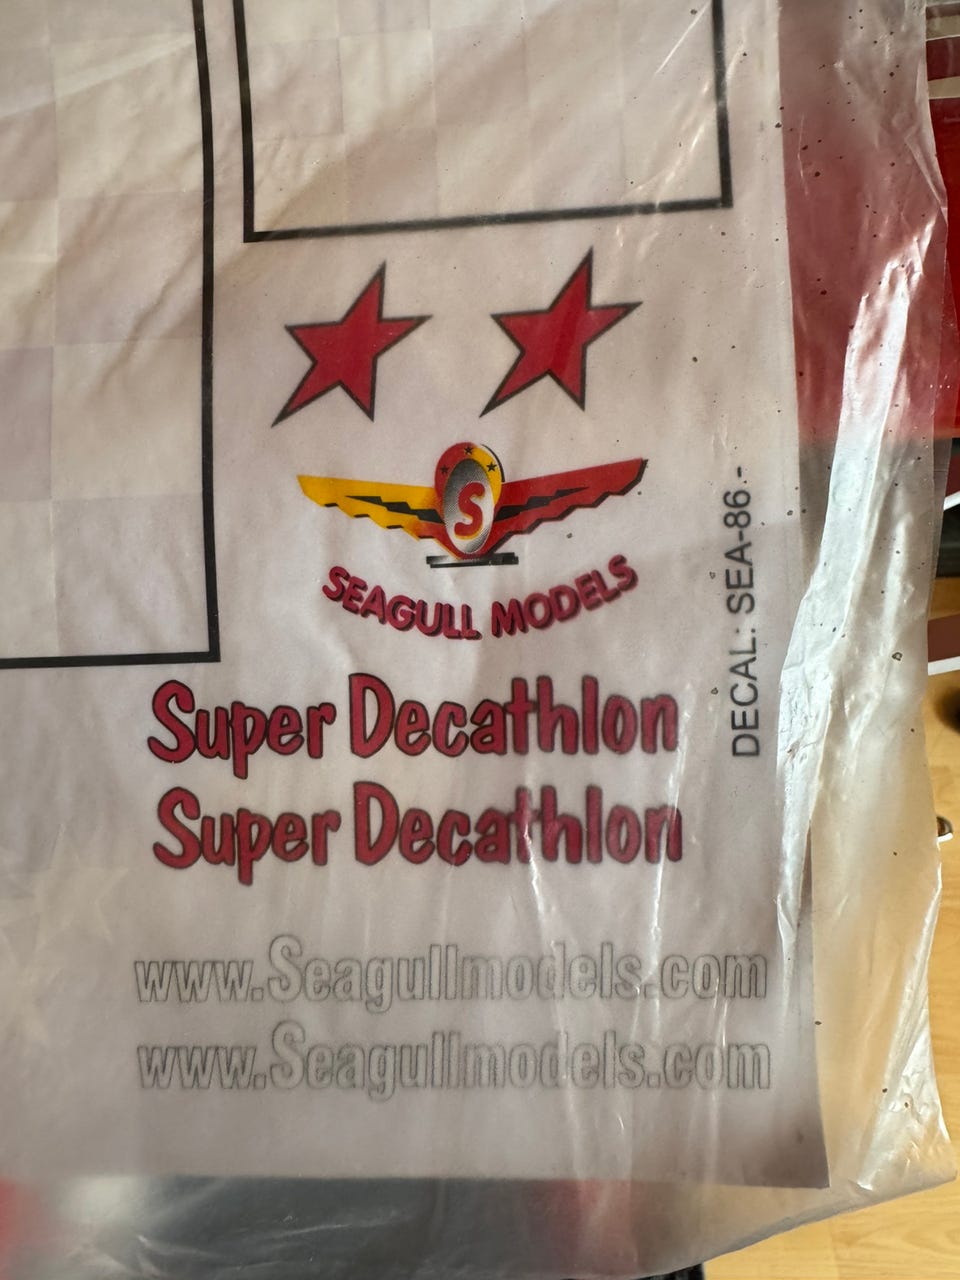 S
SEAGULL MODELS
Super Decathlon
Super Decathlon
www.Seagullmodels.com
www.Seagullmodels.com
DECAL: SEA-86.-